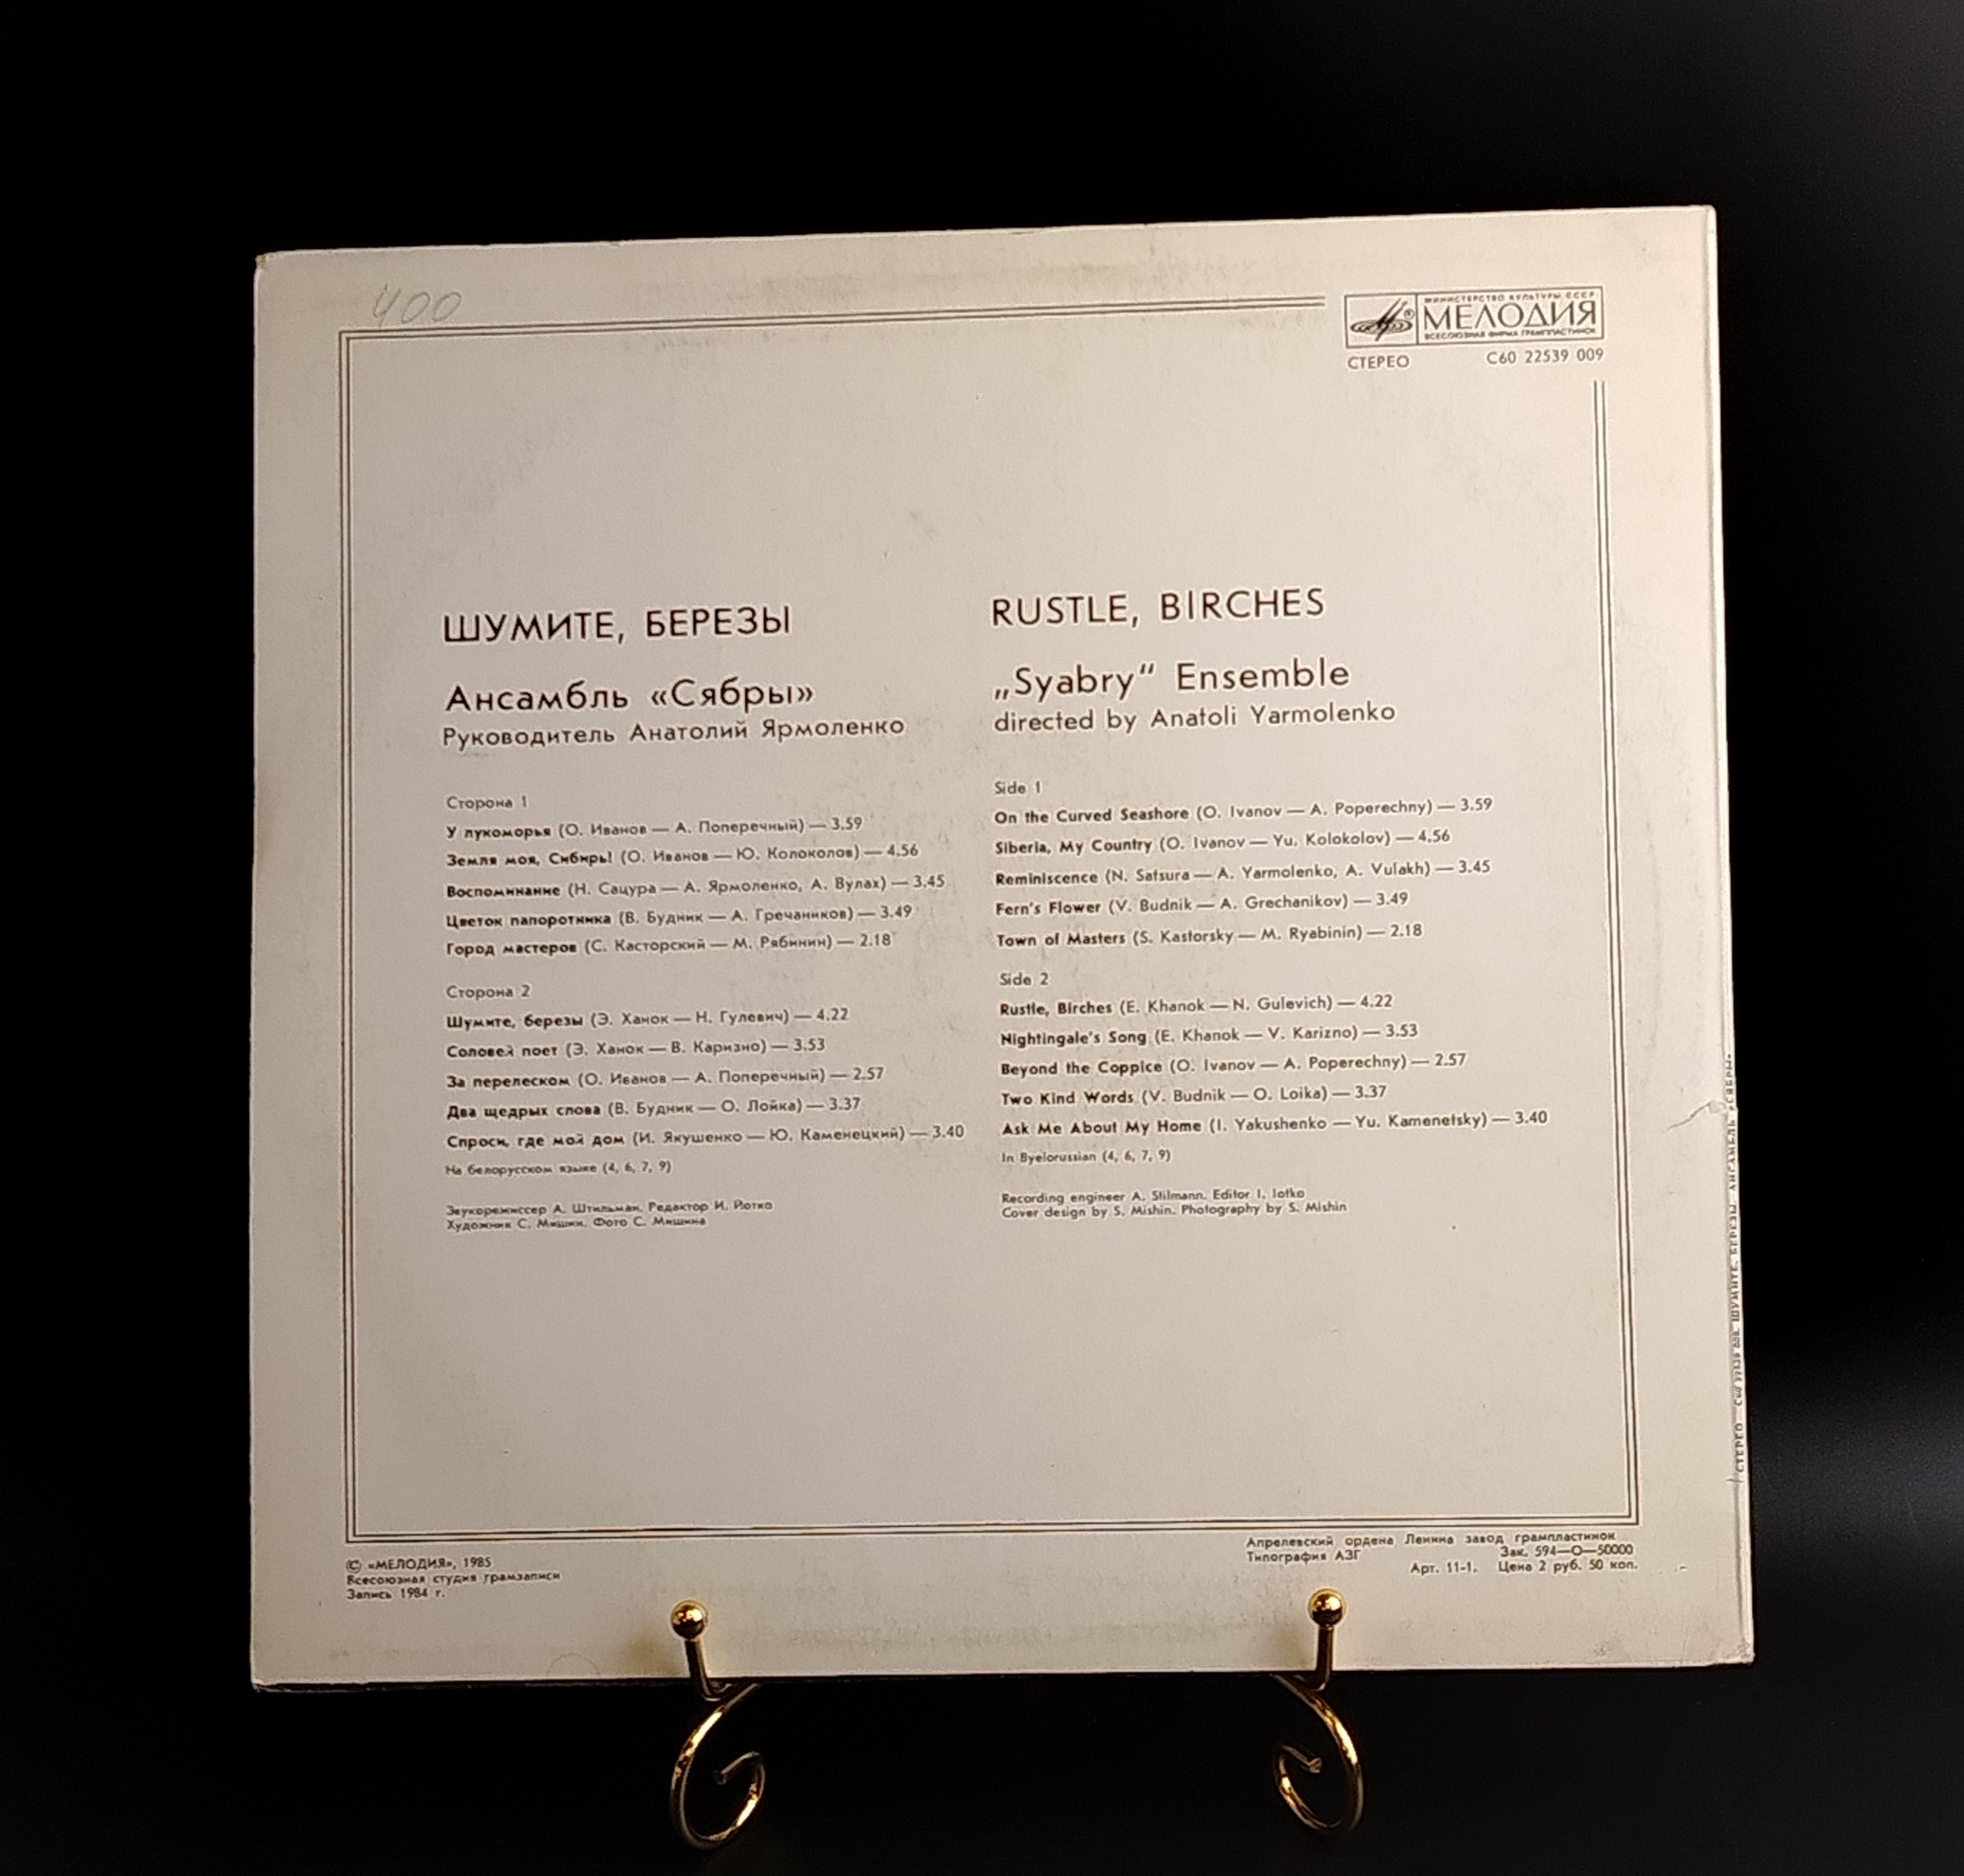 400
МИНИСТЕРСТВО КУЛЬТУРЫ СССР
МЕЛОДИЯ
ВСЕСОЮЗНАЯ ФИРМА ГРАМПЛАСТИНОК
СТЕРЕО С60 22539 009
ШУМИТЕ, БЕРЕЗЫ
Ансамбль «Сябры»
Руководитель Анатолий Ярмоленко
Сторона 1
У лукоморья (О. Иванов — А. Поперечный) — 3.59
Земля моя, Сибирь! (О. Иванов — Ю. Колоколов) — 4.56
Воспоминание (Н. Сацура — А. Ярмоленко, А. Вулах) — 3.45
Цветок папоротника (В. Будник — А. Гречаников) — 3.49
Город мастеров (С. Касторский — М. Рябинин) — 2.18
Сторона 2
Шумите, березы (Э. Ханок — Н. Гулевич) — 4.22
Соловей поет (Э. Ханок — В. Каризно) — 3.53
За перелеском (О. Иванов — А. Поперечный) — 2.57
Два щедрых слова (В. Будник — О. Лойка) — 3.37
Спроси, где мой дом (И. Якушенко — Ю. Каменецкий) — 3.40
На белорусском языке (4, 6, 7, 9)
Звукорежиссер А. Штильман. Редактор И.
Художник С. Мишин. Фото С. Мишина
RUSTLE, BIRCHES
„Syabry“ Ensemble
directed by Anatoli Yarmolenko
Side 1
On the Curved Seashore (O. Ivanov — A. Poperechny) — 3.59
Siberia, My Country (O. Ivanov — Yu. Kolokolov) — 4.56
Reminiscence (N. Satsura — A. Yarmolenko, A. Vulakh) — 3.45
Fern's Flower (V. Budnik — A. Grechanikov) — 3.49
Town of Masters (S. Kastorsky — M. Ryabinin) — 2.18
Side 2
Rustle, Birches (E. Khanok — N. Gulevich) — 4.22
Nightingale's Song (E. Khanok — V. Karizno) — 3.53
Beyond the Coppice (O. Ivanov — A. Poperechny) — 2.57
Two Kind Words (V. Budnik — O. Loika) — 3.37
Ask Me About My Home (I. Yakushenko — Yu. Kamenetsky) — 3.40
In Byelorussian (4, 6, 7, 9)
Recording engineer A. Stilmann. Editor I. Iotko
Cover design by S. Mishin. Photography by S. Mishin
СТЕРЕО С60 22539 009. ШУМИТЕ, БЕРЕЗЫ. АНСАМБЛЬ «СЯБРЫ»
© «МЕЛОДИЯ», 1985
Всесоюзная студия грамзаписи
Запись 1984 г.
Апрелевский ордена Ленина завод грампластинок
Типография АЗГ Зак. 594—О—50000
Арт. 11-1. Цена 2 руб. 50 коп.